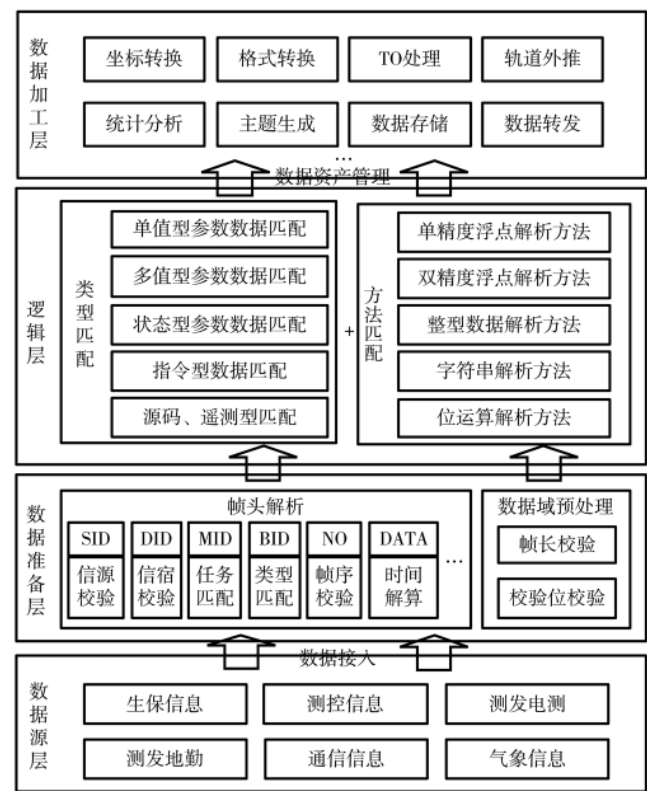 数据加工层
坐标转换 格式转换 TO处理 轨道外推
统计分析 主题生成 数据存储 数据转发
…
数据资产管理
逻辑层
类型匹配
单值型参数数据匹配
多值型参数数据匹配
状态型参数数据匹配
指令型数据匹配
源码、遥测型匹配
+
方法匹配
单精度浮点解析方法
双精度浮点解析方法
整型数据解析方法
字符串解析方法
位运算解析方法
数据准备层
帧头解析
SID DID MID BID NO DATA
信源 信宿 任务 类型 帧序 时间
校验 校验 匹配 匹配 校验 解算
…
数据域预处理
帧长校验
校验位校验
数据接入
数据源层
生保信息 测控信息 测发电测
测发地勤 通信信息 气象信息